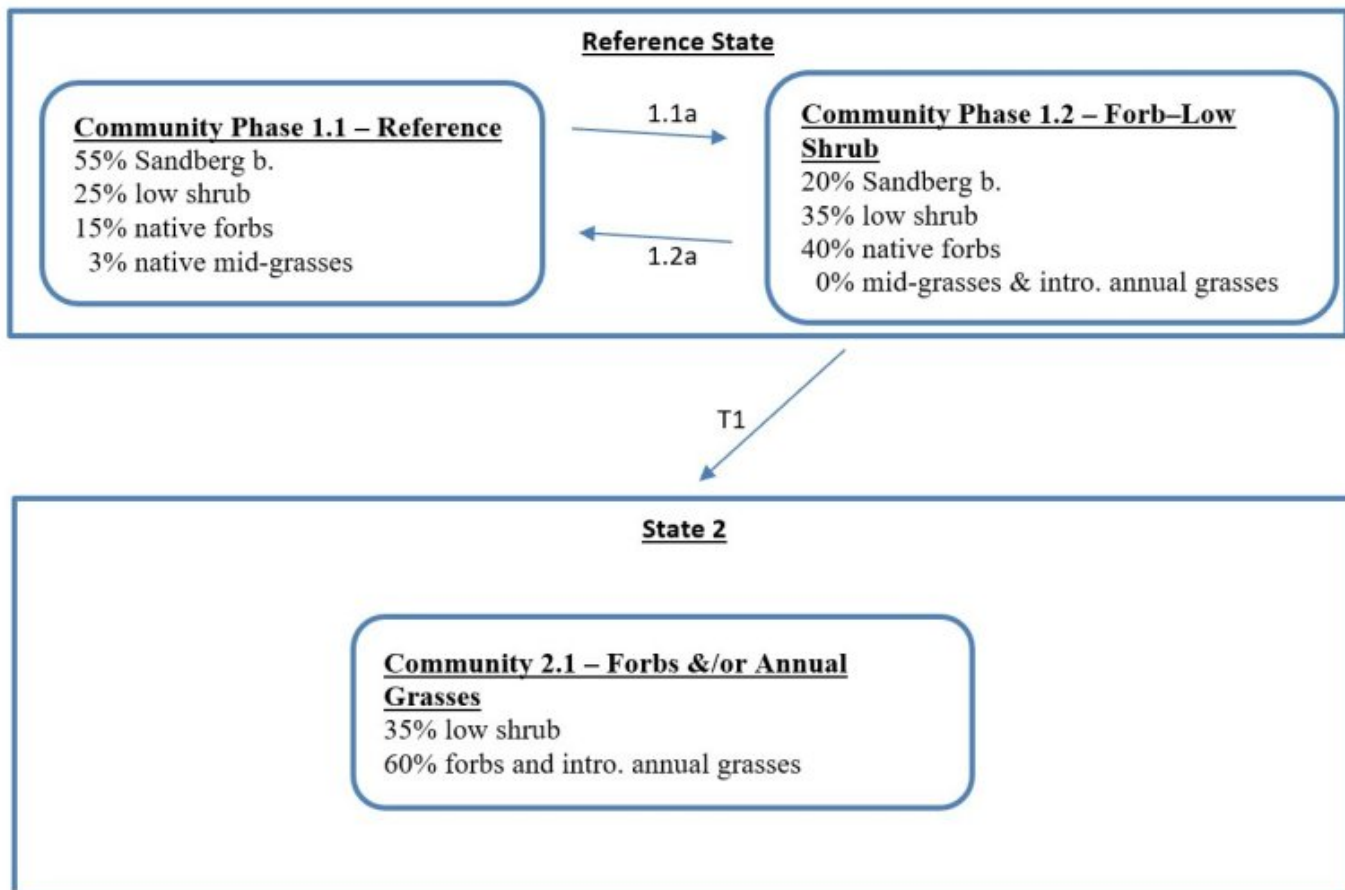 Reference State
Community Phase 1.1 – Reference
55% Sandberg b.
25% low shrub
15% native forbs
3% native mid-grasses
1.1a
1.2a
Community Phase 1.2 – Forb–Low
Shrub
20% Sandberg b.
35% low shrub
40% native forbs
0% mid-grasses & intro. annual grasses
T1
State 2
Community 2.1 – Forbs &/or Annual
Grasses
35% low shrub
60% forbs and intro. annual grasses